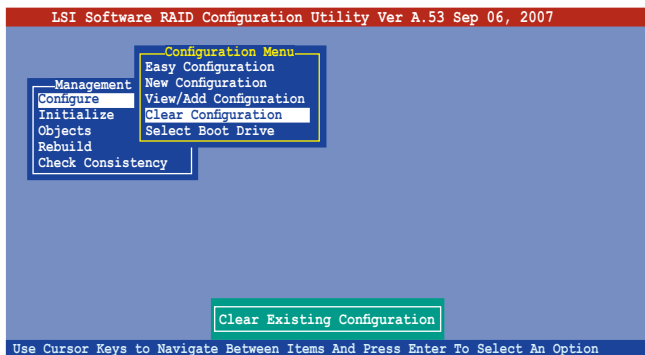 LSI Software RAID Configuration Utility Ver A.53 Sep 06, 2007
Configuration Menu
Easy Configuration
New Configuration
View/Add Configuration
Clear Configuration
Select Boot Drive
Management
Configure
Initialize
Objects
Rebuild
Check Consistency
Clear Existing Configuration
Use Cursor Keys to Navigate Between Items And Press Enter To Select An Option